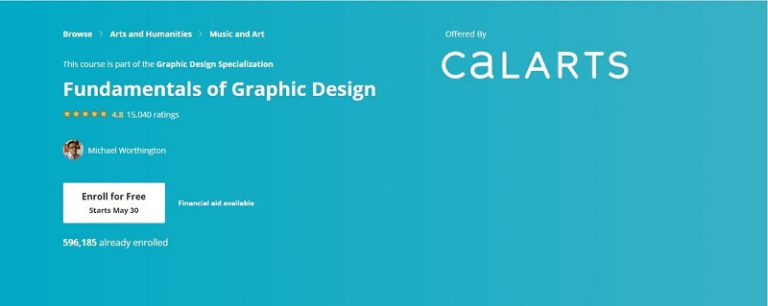 Browse > Arts and Humanities > Music and Art
Offered By
CALARTS
This course is part of the Graphic Design Specialization
Fundamentals of Graphic Design
4.8 15,040 ratings
Michael Worthington
Enroll for Free
Starts May 30
Financial aid available
596,185 already enrolled